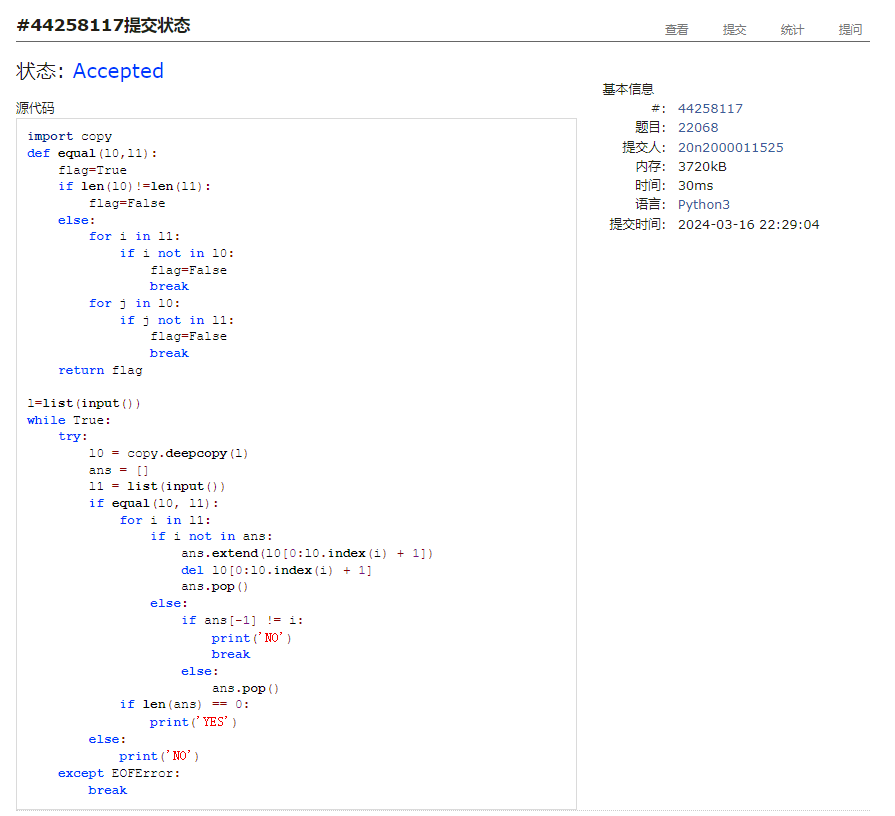 #44258117提交状态
查看 提交 统计 提问
状态: Accepted
源代码
import copy
def equal(l0,l1):
    flag=True
    if len(l0)!=len(l1):
        flag=False
    else:
        for i in l1:
            if i not in l0:
                flag=False
                break
        for j in l0:
            if j not in l1:
                flag=False
                break
    return flag

l=list(input())
while True:
    try:
        l0 = copy.deepcopy(l)
        ans = []
        l1 = list(input())
        if equal(l0, l1):
            for i in l1:
                if i not in ans:
                    ans.extend(l0[0:l0.index(i) + 1])
                    del l0[0:l0.index(i) + 1]
                    ans.pop()
                else:
                    if ans[-1] != i:
                        print('NO')
                        break
                    else:
                        ans.pop()
            if len(ans) == 0:
                print('YES')
        else:
            print('NO')
    except EOFError:
        break
基本信息
#: 44258117
题目: 22068
提交人: 20n2000011525
内存: 3720kB
时间: 30ms
语言: Python3
提交时间: 2024-03-16 22:29:04